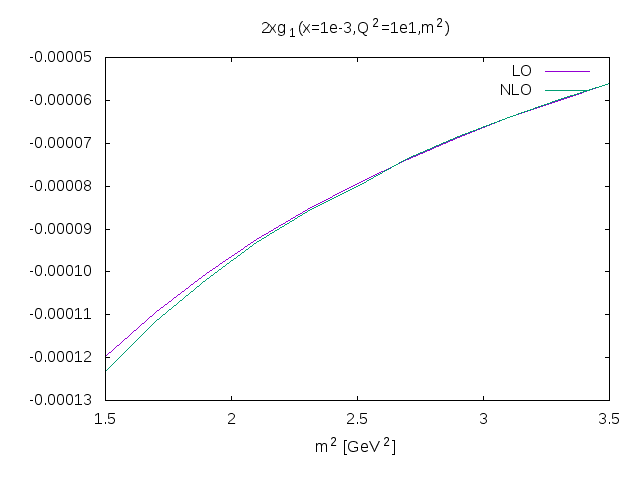 2xg₁(x=1e-3,Q²=1e1,m²)
-0.00005
LO
-0.00006
NLO
-0.00007
-0.00008
-0.00009
-0.00010
-0.00011
-0.00012
-0.00013
1.5 2 2.5 3 3.5
m² [GeV²]